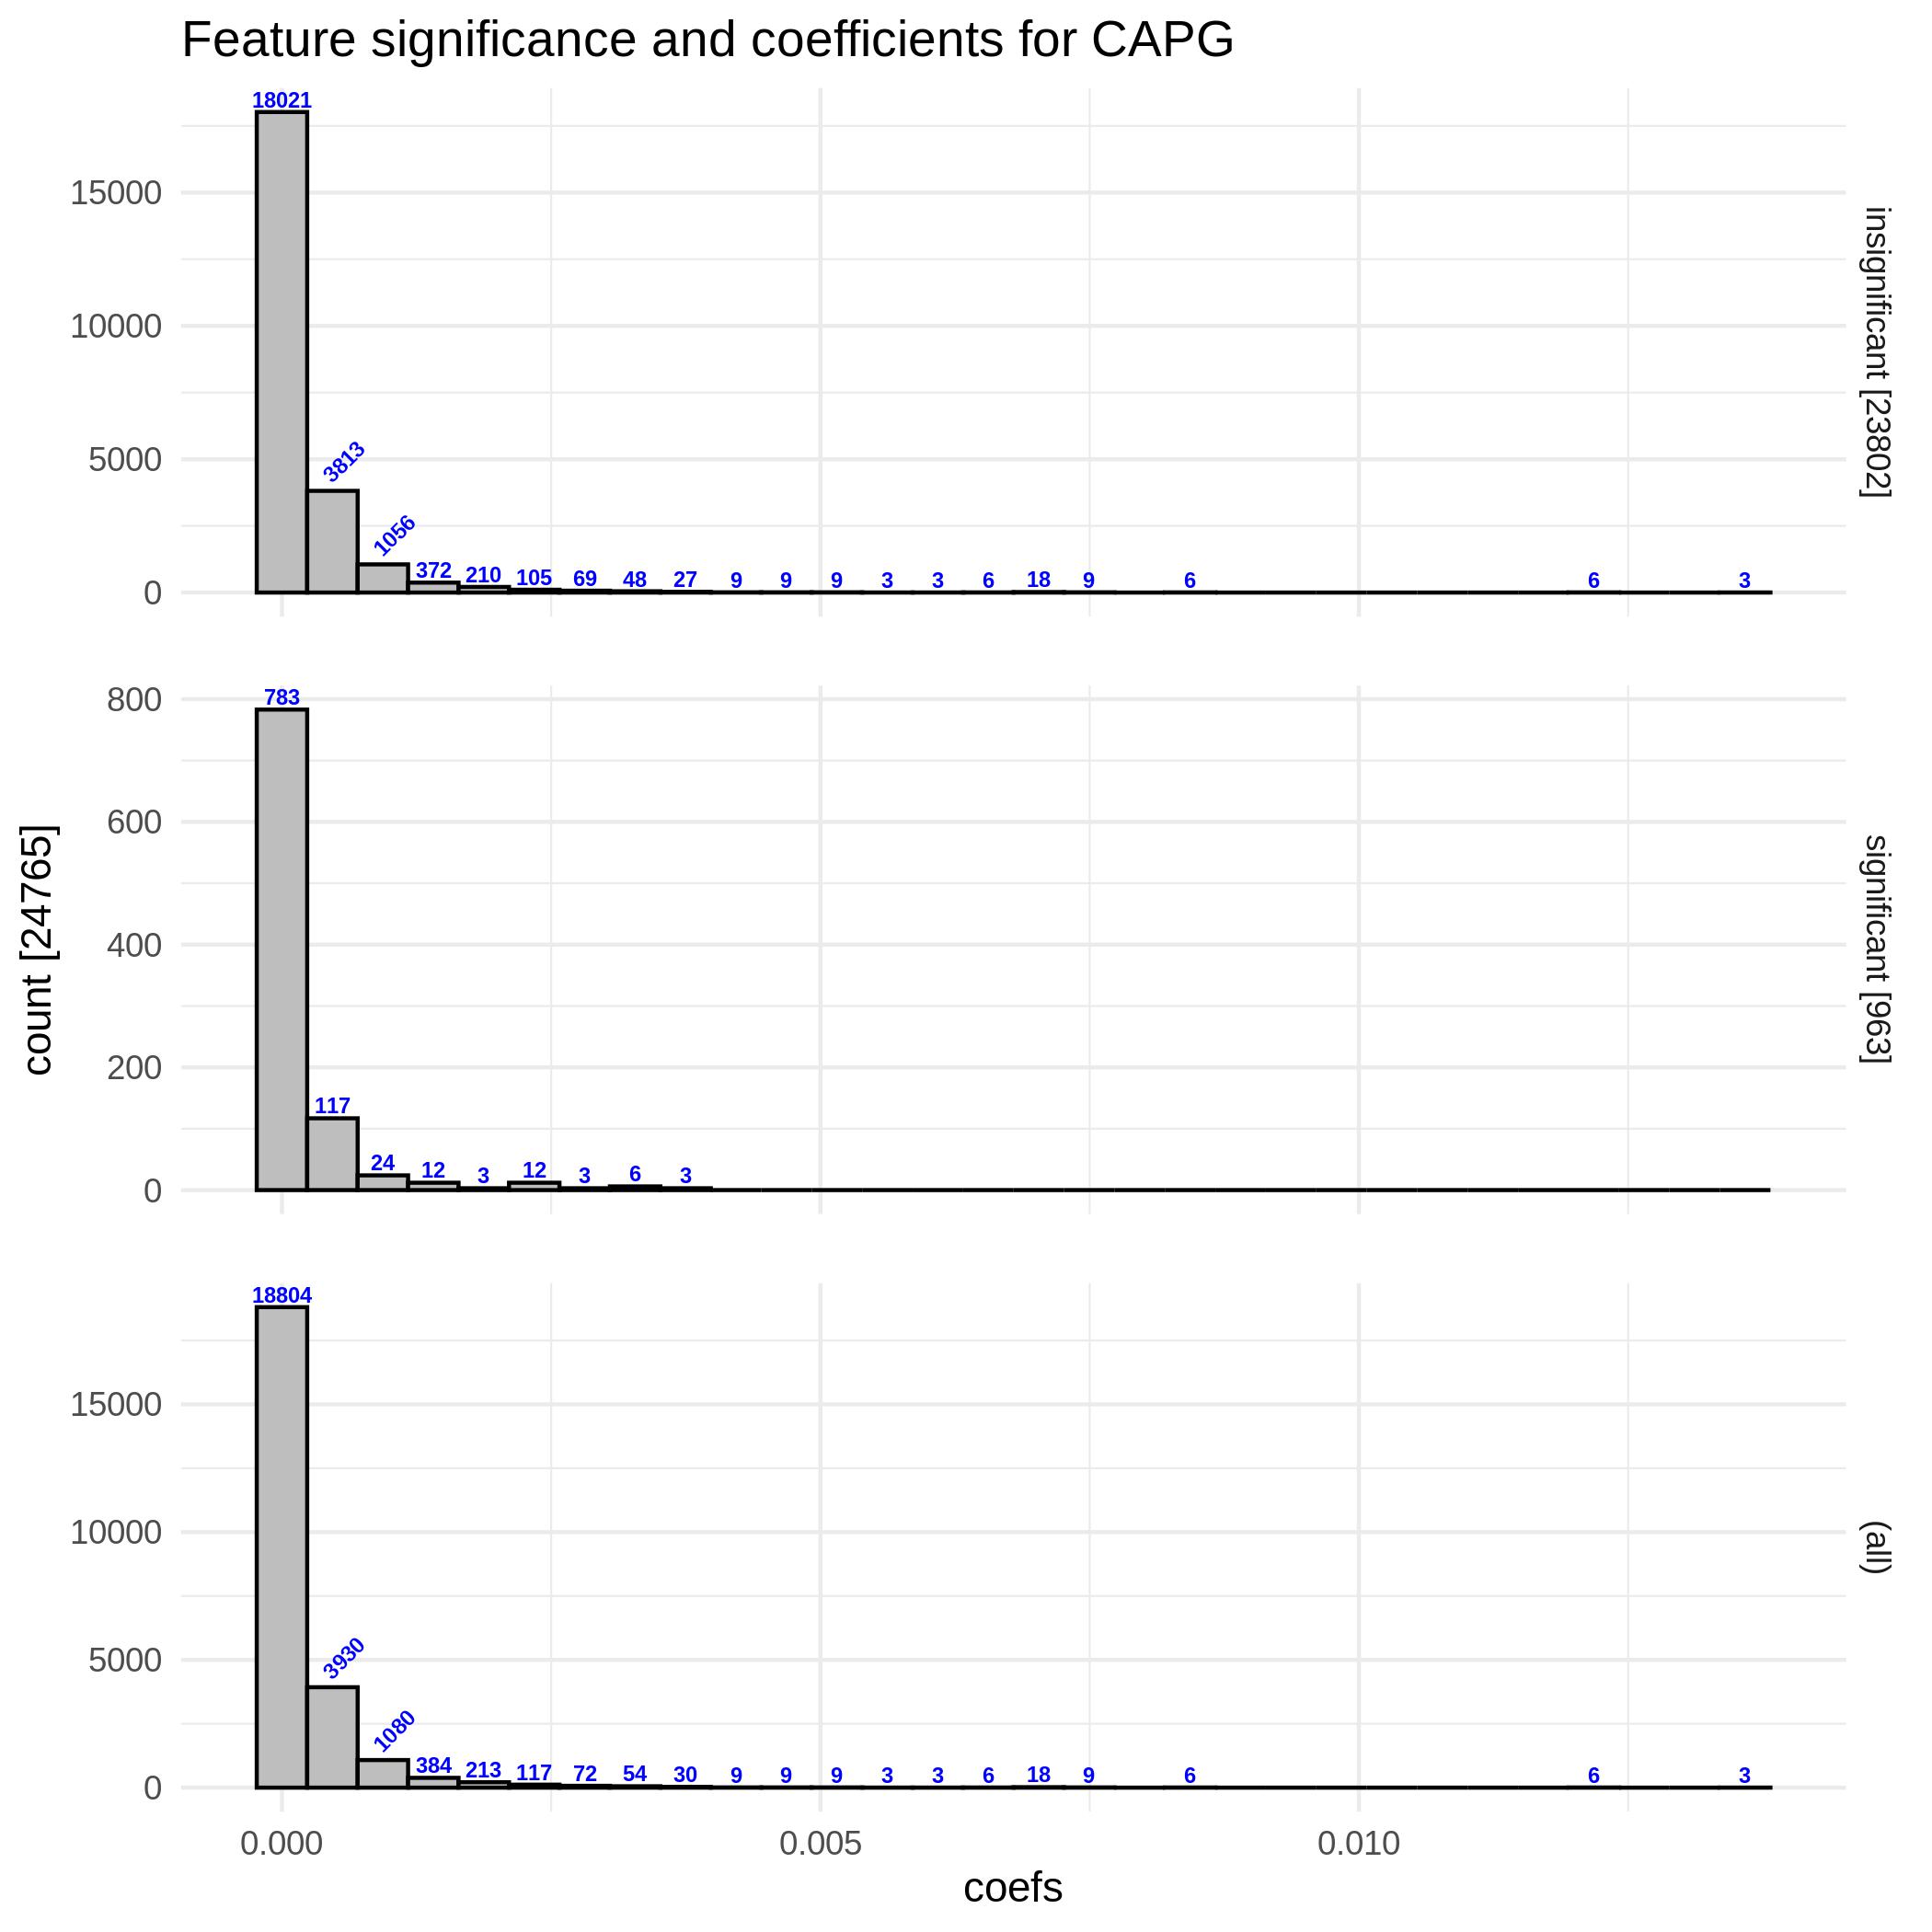 Feature significance and coefficients for CAPG
count [24765]
18021
15000
10000
5000
0
3813
1056
372 210 105 69 48 27 9 9 9 3 3 6 18 9 6 6 3
insignificant [23802]
783
800
600
400
200
0
117
24 12 3 12 3 6 3
significant [963]
18804
15000
10000
5000
0
3930
1080
384 213 117 72 54 30 9 9 9 3 3 6 18 9 6 6 3
(all)
0.000 0.005 0.010
coefs